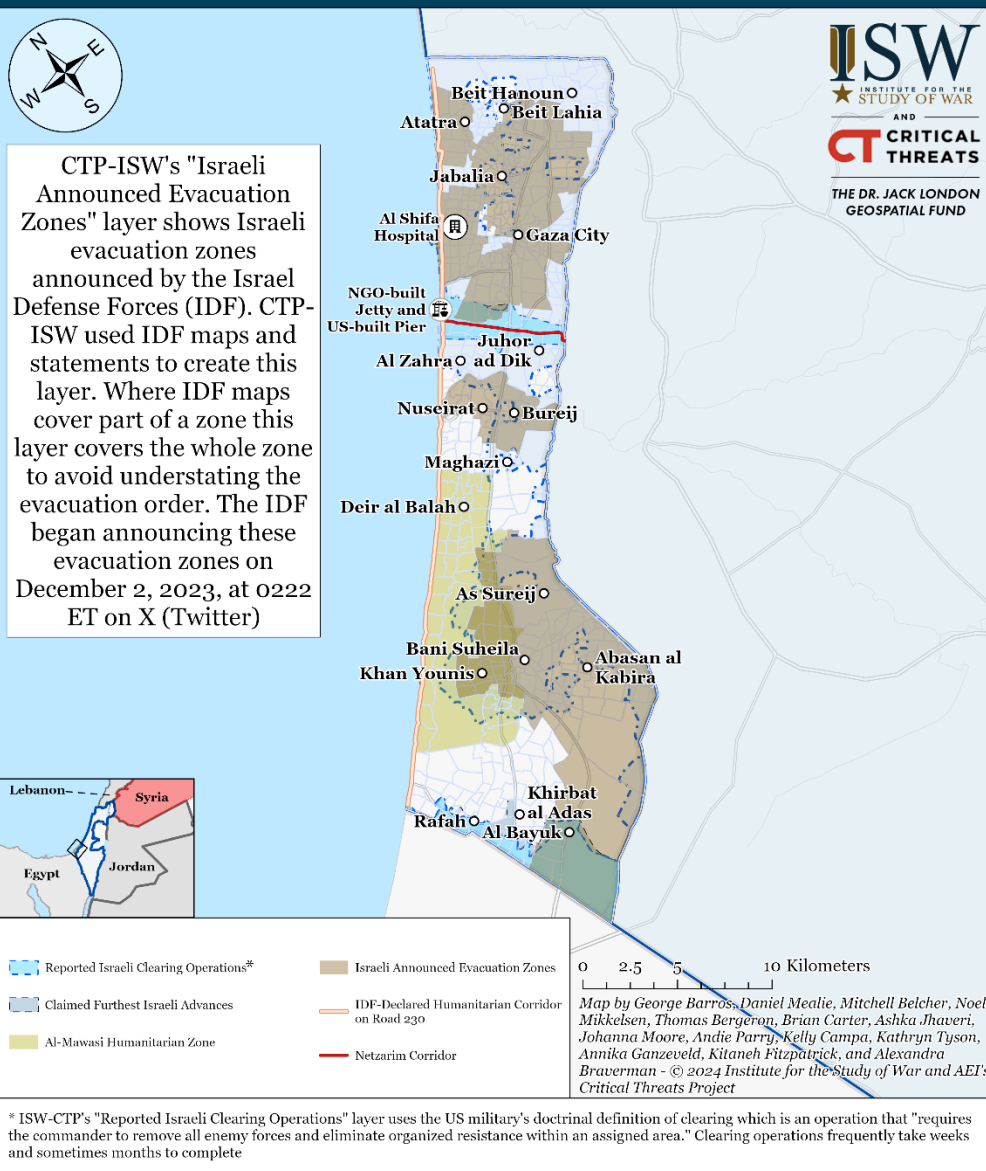 N
E
W
S
ISW
INSTITUTE FOR THE
STUDY OF WAR
AND
CT CRITICAL
THREATS
THE DR. JACK LONDON
GEOSPATIAL FUND
CTP-ISW's "Israeli
Announced Evacuation
Zones" layer shows Israeli
evacuation zones
announced by the Israel
Defense Forces (IDF). CTP-
ISW used IDF maps and
statements to create this
layer. Where IDF maps
cover part of a zone this
layer covers the whole zone
to avoid understating the
evacuation order. The IDF
began announcing these
evacuation zones on
December 2, 2023, at 0222
ET on X (Twitter)
Beit Hanoun
Beit Lahia
Atatra
Jabalia
Al Shifa
Hospital
Gaza City
NGO-built
Jetty and
US-built Pier
Juhor
ad Dik
Al Zahra
Nuseirat
Bureij
Maghazi
Deir al Balah
As Sureij
Bani Suheila
Abasan al
Kabira
Khan Younis
Khirbat
al Adas
Rafah
Al Bayuk
Lebanon
Syria
Egypt
Jordan
Reported Israeli Clearing Operations*
Claimed Furthest Israeli Advances
Al-Mawasi Humanitarian Zone
Israeli Announced Evacuation Zones
IDF-Declared Humanitarian Corridor
on Road 230
Netzarim Corridor
0 2.5 5 10 Kilometers
Map by George Barros, Daniel Mealie, Mitchell Belcher, Noel
Mikkelsen, Thomas Bergeron, Brian Carter, Ashka Jhaveri,
Johanna Moore, Andie Parry, Kelly Campa, Kathryn Tyson,
Annika Ganzeveld, Kitaneh Fitzpatrick, and Alexandra
Braverman - © 2024 Institute for the Study of War and AEI's
Critical Threats Project
* ISW-CTP's "Reported Israeli Clearing Operations" layer uses the US military's doctrinal definition of clearing which is an operation that "requires
the commander to remove all enemy forces and eliminate organized resistance within an assigned area." Clearing operations frequently take weeks
and sometimes months to complete